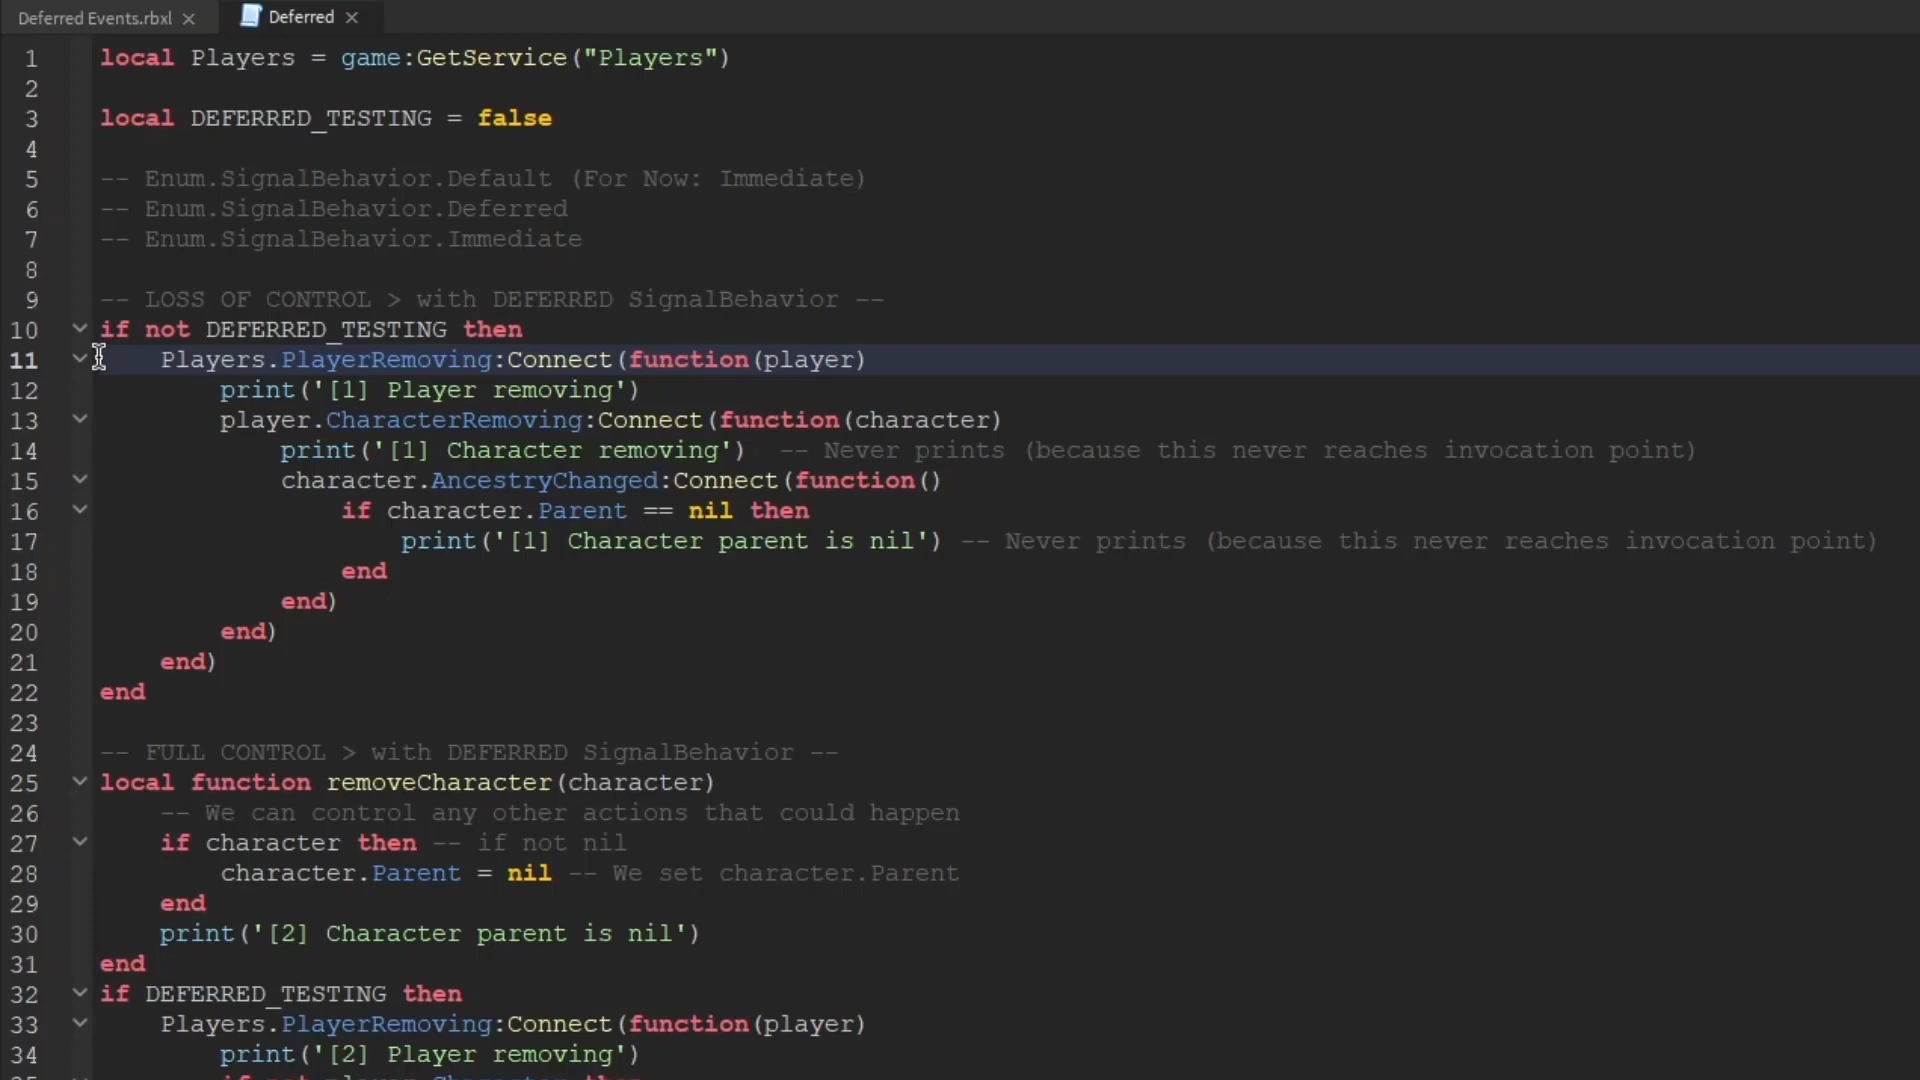 Deferred Events.rbxl
Deferred
1 local Players = game:GetService("Players")
2
3 local DEFERRED_TESTING = false
4
5 -- Enum.SignalBehavior.Default (For Now: Immediate)
6 -- Enum.SignalBehavior.Deferred
7 -- Enum.SignalBehavior.Immediate
8
9 -- LOSS OF CONTROL > with DEFERRED SignalBehavior --
10 if not DEFERRED_TESTING then
11 Players.PlayerRemoving:Connect(function(player)
12 print('[1] Player removing')
13 player.CharacterRemoving:Connect(function(character)
14 print('[1] Character removing') -- Never prints (because this never reaches invocation point)
15 character.AncestryChanged:Connect(function()
16 if character.Parent == nil then
17 print('[1] Character parent is nil') -- Never prints (because this never reaches invocation point)
18 end
19 end)
20 end)
21 end)
22 end
23
24 -- FULL CONTROL > with DEFERRED SignalBehavior --
25 local function removeCharacter(character)
26 -- We can control any other actions that could happen
27 if character then -- if not nil
28 character.Parent = nil -- We set character.Parent
29 end
30 print('[2] Character parent is nil')
31 end
32 if DEFERRED_TESTING then
33 Players.PlayerRemoving:Connect(function(player)
34 print('[2] Player removing')